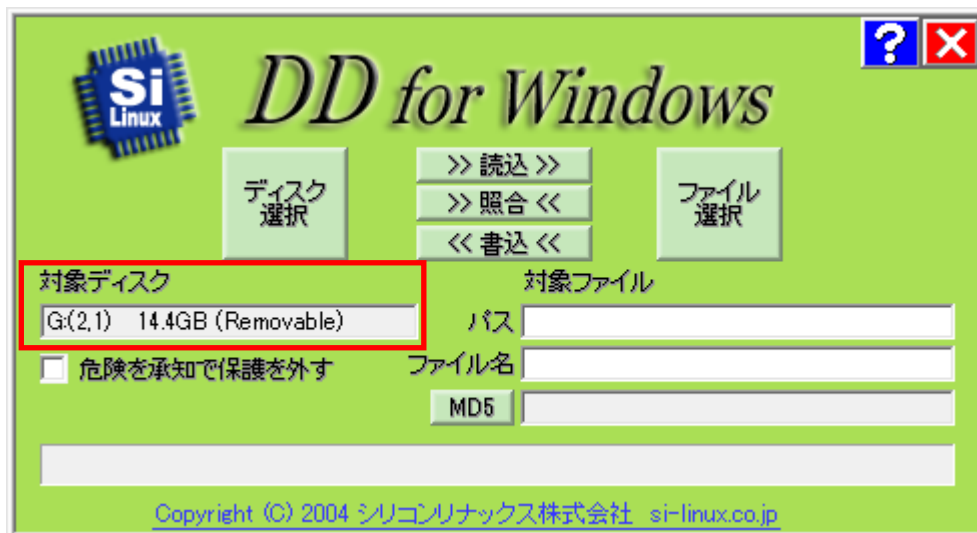 Si
Linux
DD for Windows
?
ディスク
選択
>> 読込 >>
>> 照合 <<
<< 書込 <<
ファイル
選択
対象ディスク
G:(2,1) 14.4GB (Removable)
危険を承知で保護を外す
対象ファイル
パス
ファイル名
MD5
Copyright (C) 2004 シリコンリナックス株式会社 si-linux.co.jp